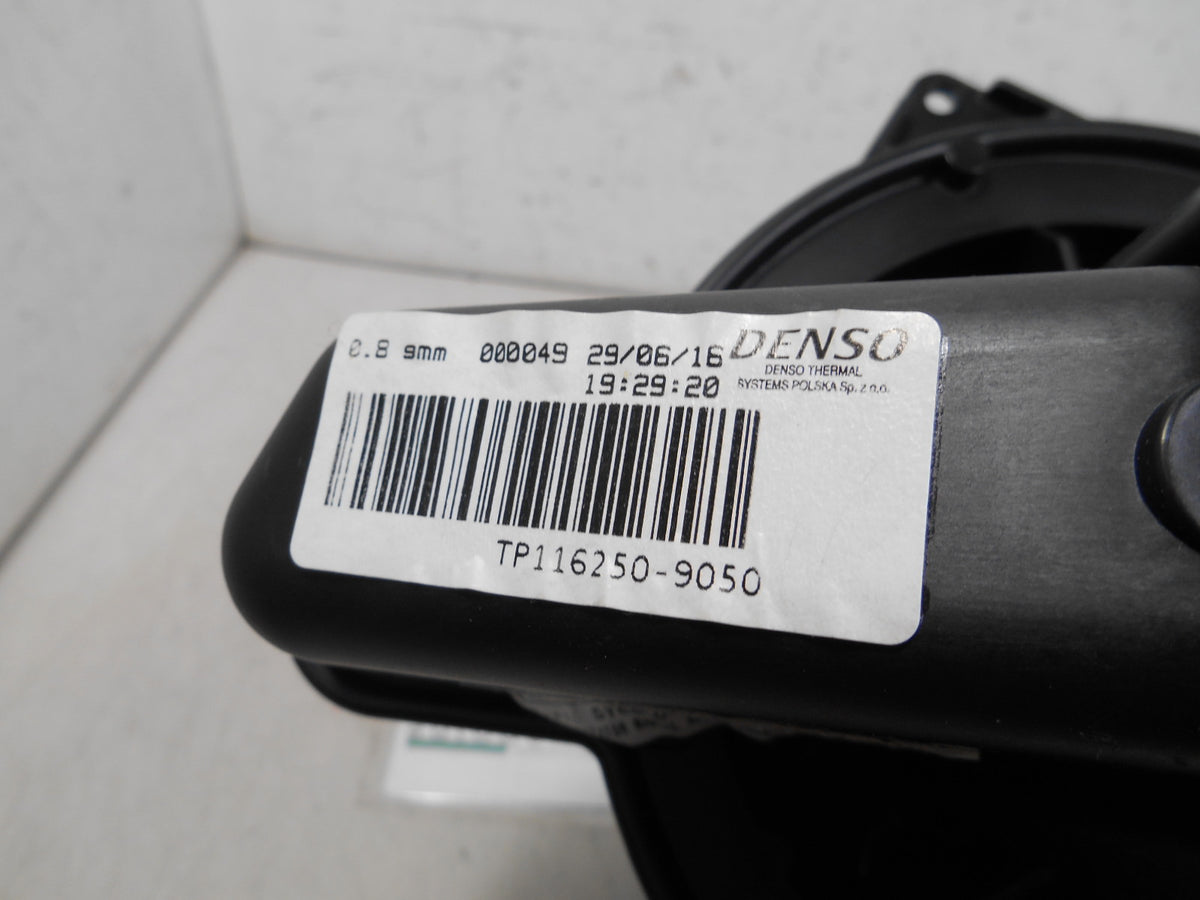 0.8 gmm 000049 29/06/16 DENSO
19:29:20
DENSO THERMAL
SYSTEMS POLSKA Sp. z o.o.
TP116250-9050